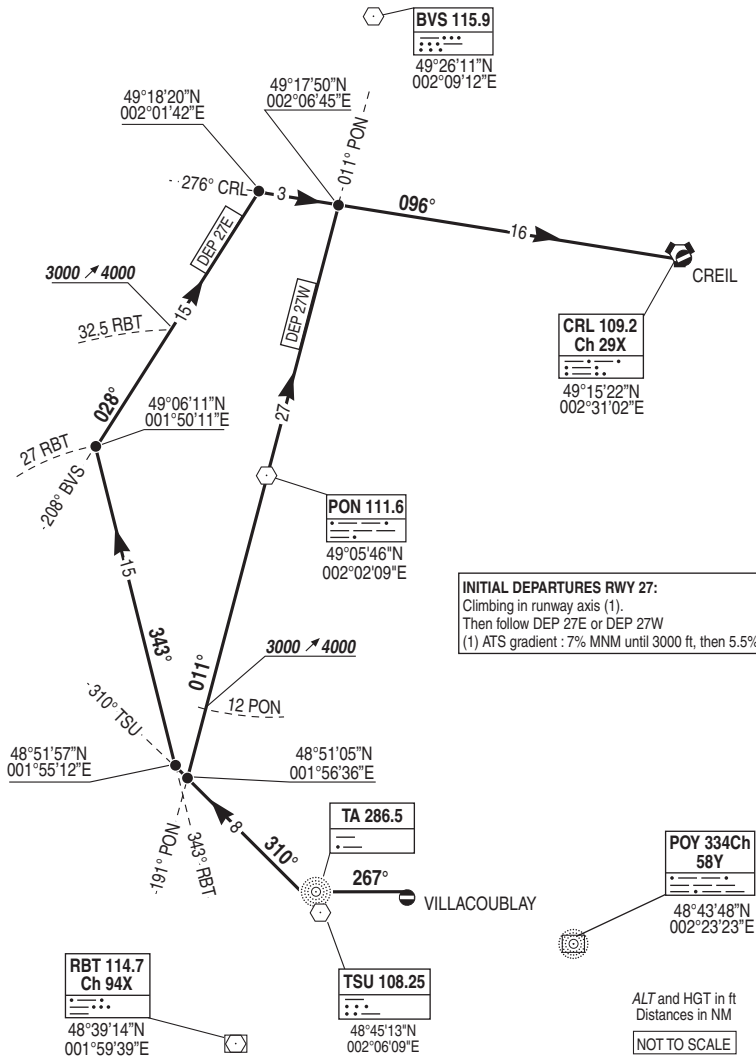 BVS 115.9
49°26'11"N
002°09'12"E
49°18'20"N
002°01'42"E
49°17'50"N
002°06'45"E
011° PON
276° CRL
3
096°
16
CREIL
DEP 27E
DEP 27W
3000 ➚ 4000
15
32.5 RBT
CRL 109.2
Ch 29X
49°15'22"N
002°31'02"E
028°
49°06'11"N
001°50'11"E
27
27 RBT
208° BVS
PON 111.6
49°05'46"N
002°02'09"E
15
INITIAL DEPARTURES RWY 27:
Climbing in runway axis (1).
Then follow DEP 27E or DEP 27W
(1) ATS gradient : 7% MNM until 3000 ft, then 5.5%
343°
011°
3000 ➚ 4000
12 PON
310° TSU
48°51'57"N
001°55'12"E
48°51'05"N
001°56'36"E
191° PON
343° RBT
8
310°
TA 286.5
267°
VILLACOUBLAY
POY 334Ch
58Y
48°43'48"N
002°23'23"E
RBT 114.7
Ch 94X
48°39'14"N
001°59'39"E
TSU 108.25
48°45'13"N
002°06'09"E
ALT and HGT in ft
Distances in NM
NOT TO SCALE